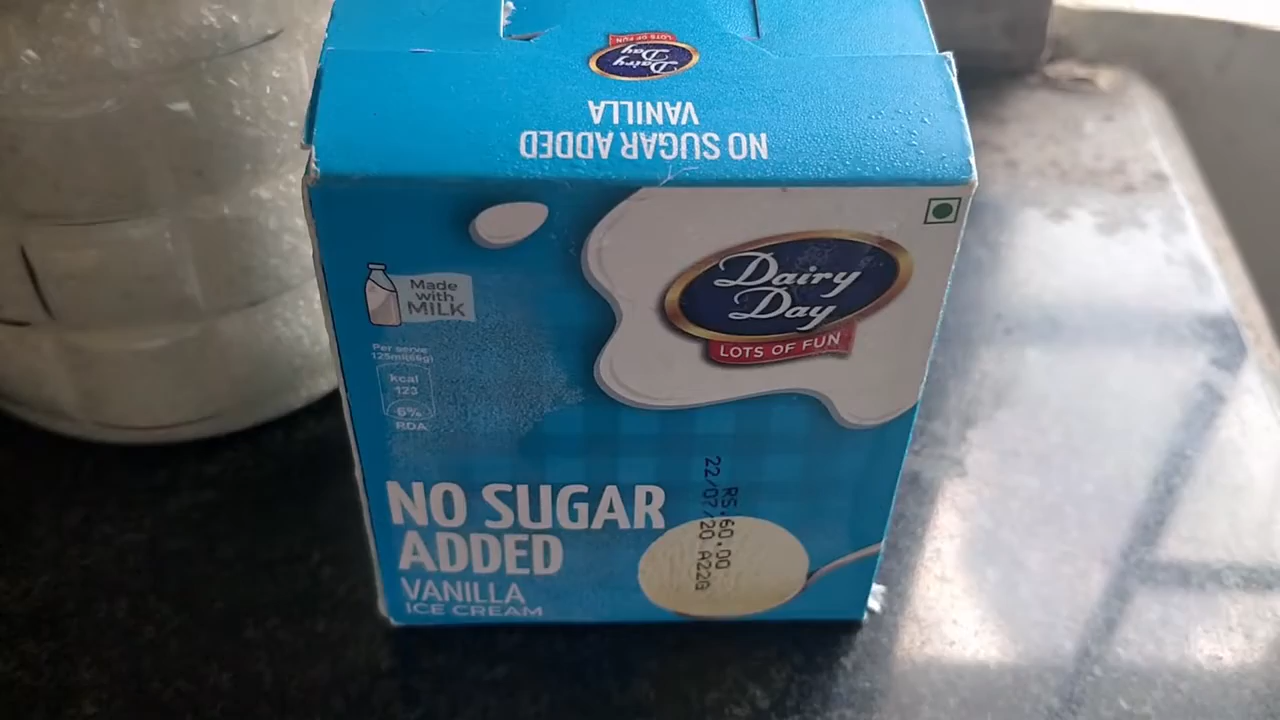 LOTS OF FUN
Dairy
Day
VANILLA
NO SUGAR ADDED
Dairy
Day
LOTS OF FUN
Made
with
MILK
Per serve
125ml(66g)
kcal
123
6%
RDA
RS.60.00
22/07/20 A22G
NO SUGAR
ADDED
VANILLA
ICE CREAM